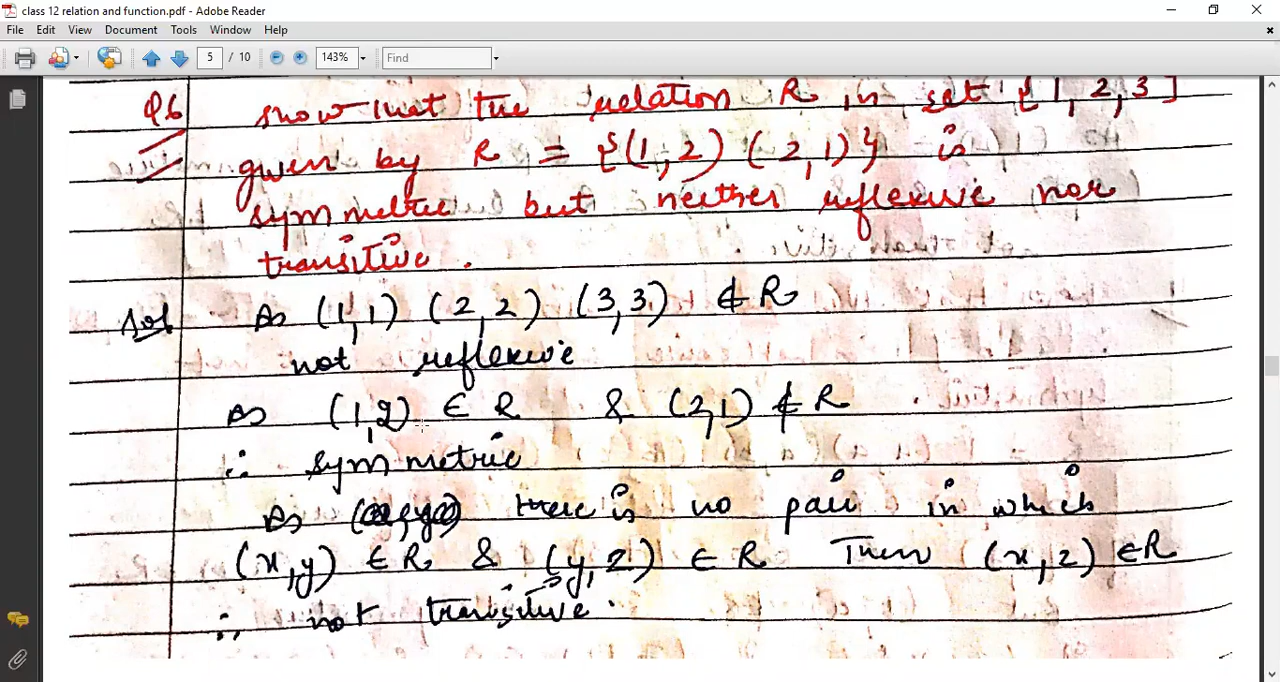 class 12 relation and function.pdf - Adobe Reader
File Edit View Document Tools Window Help
5 / 10 143% Find
Q6 show that the relation R in set {1, 2, 3}
given by R = {(1, 2) (2, 1)} is
symmetric but neither reflexive nor
transitive.
Sol As (1,1) (2,2) (3,3) ∉ R
not reflexive
As (1,2) ∈ R & (2,1) ∉ R
∴ symmetric
As there is no pair in which
(x,y) ∈ R & (y,z) ∈ R Then (x,z) ∈ R
∴ not transitive.